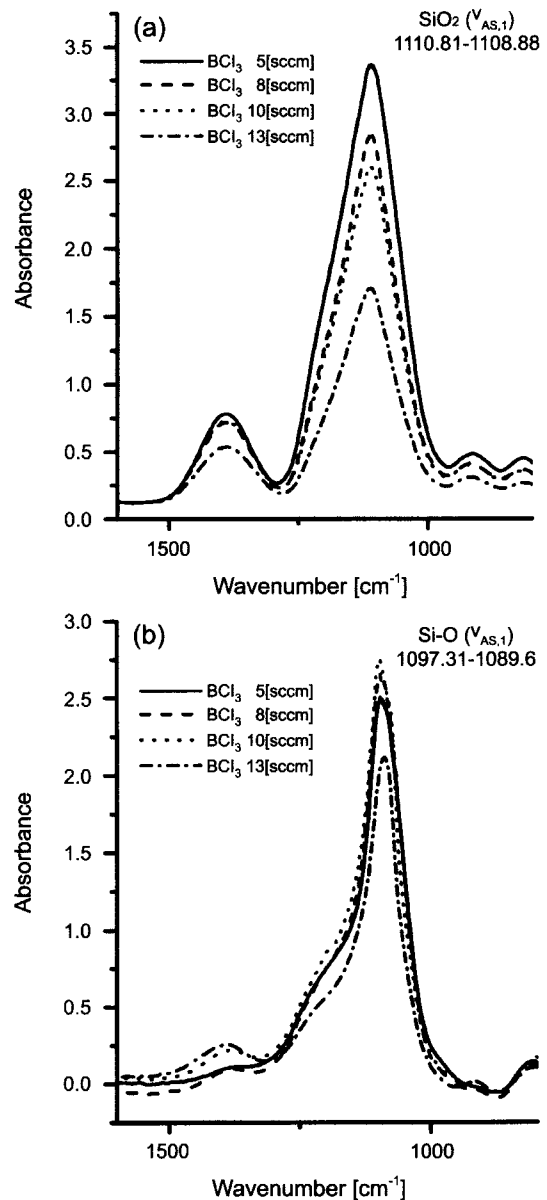 (a)
SiO₂ (ᵛAS,1)
1110.81-1108.88
BCl₃ 5[sccm]
BCl₃ 8[sccm]
BCl₃ 10[sccm]
BCl₃ 13[sccm]
3.5
3.0
2.5
2.0
1.5
1.0
0.5
0.0
Absorbance
1500
1000
Wavenumber [cm⁻¹]
(b)
Si-O (ᵛAS,1)
1097.31-1089.6
BCl₃ 5[sccm]
BCl₃ 8[sccm]
BCl₃ 10[sccm]
BCl₃ 13[sccm]
3.0
2.5
2.0
1.5
1.0
0.5
0.0
Absorbance
1500
1000
Wavenumber [cm⁻¹]